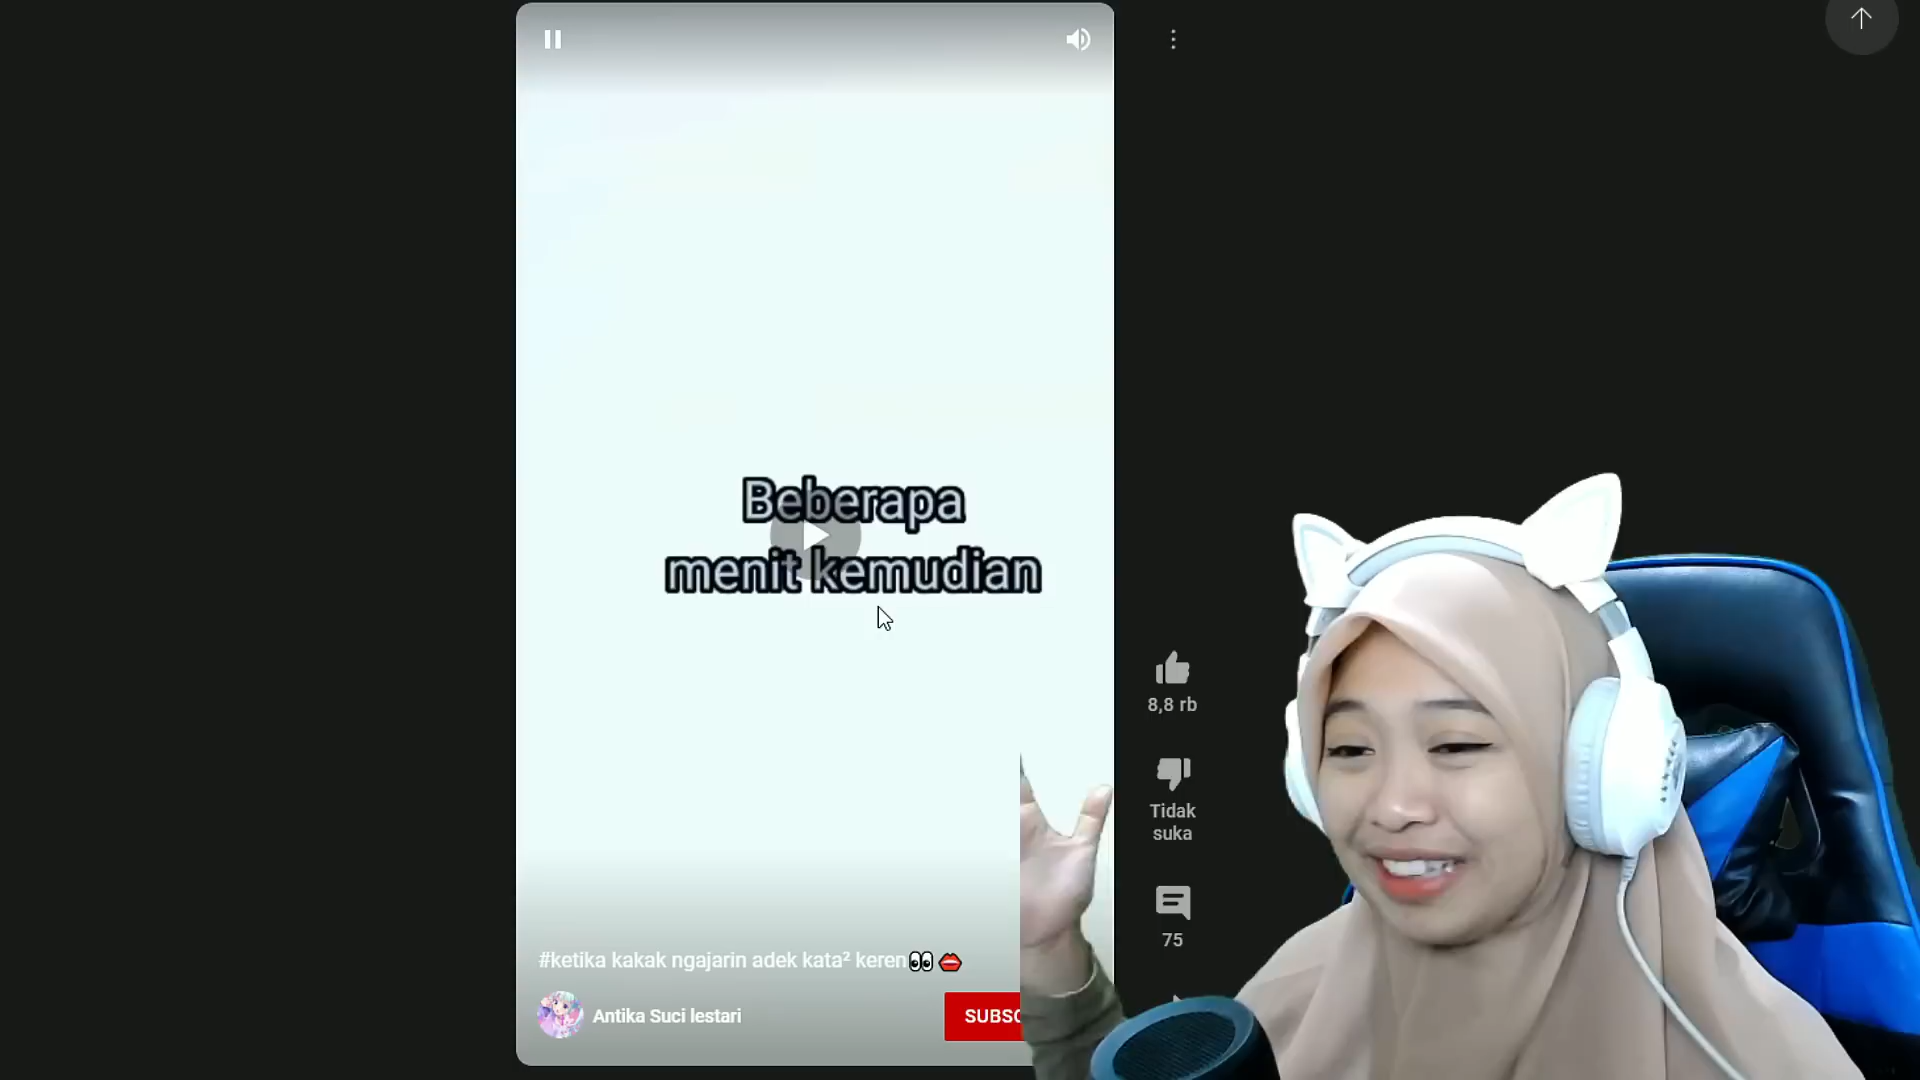 Beberapa
menit kemudian
8,8 rb
Tidak
suka
75
#ketika kakak ngajarin adek kata² keren👀👄
Antika Suci lestari
SUBSC